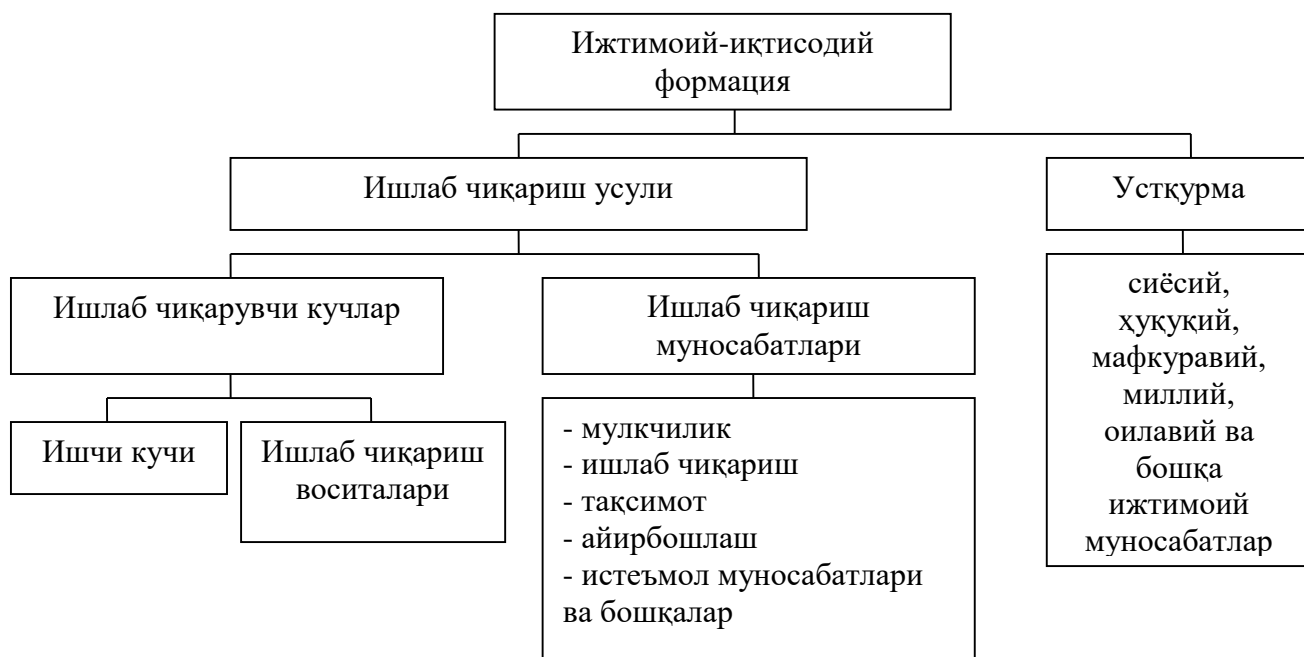 Ижтимоий-иқтисодий
формация
Ишлаб чиқариш усули
Устқурма
Ишлаб чиқарувчи кучлар
Ишлаб чиқариш
муносабатлари
сиёсий,
ҳуқуқий,
мафкуравий,
миллий,
оилавий ва
бошқа
ижтимоий
муносабатлар
Ишчи кучи
Ишлаб чиқариш
воситалари
- мулкчилик
- ишлаб чиқариш
- тақсимот
- айирбошлаш
- истеъмол муносабатлари
ва бошқалар